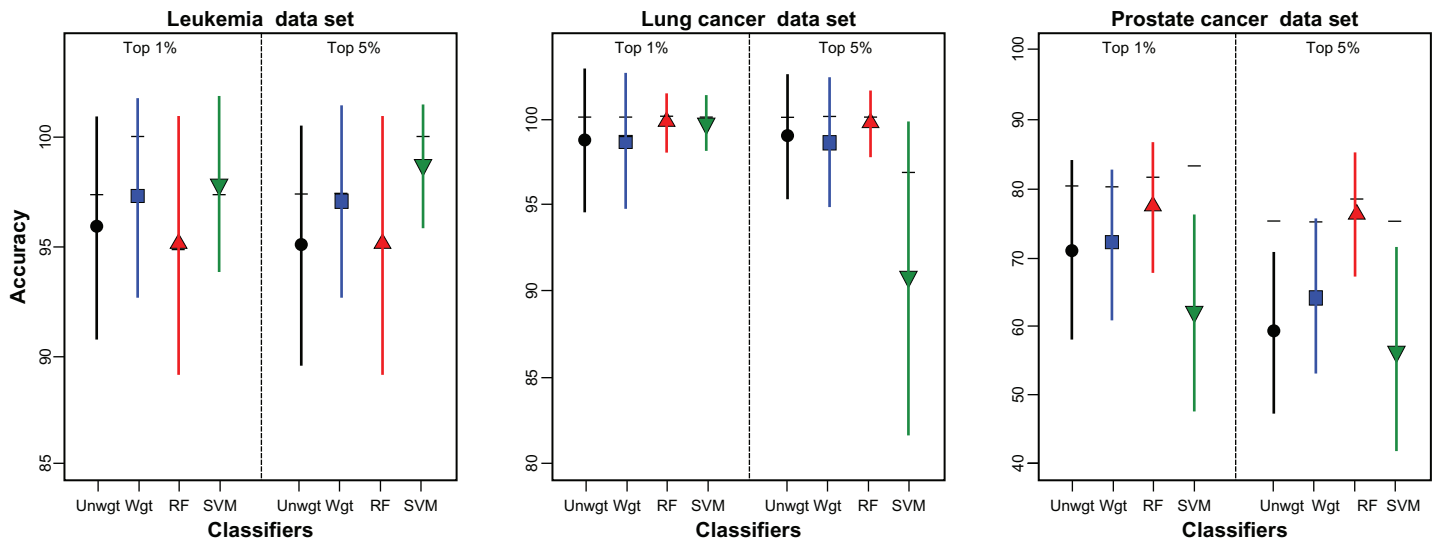 Leukemia data set
Lung cancer data set
Prostate cancer data set
Top 1%
Top 5%
Top 1%
Top 5%
Top 1%
Top 5%
Accuracy
100
95
90
85
100
95
90
85
80
100
90
80
70
60
50
40
Unwgt Wgt RF SVM Unwgt Wgt RF SVM
Unwgt Wgt RF SVM Unwgt Wgt RF SVM
Unwgt Wgt RF SVM Unwgt Wgt RF SVM
Classifiers
Classifiers
Classifiers